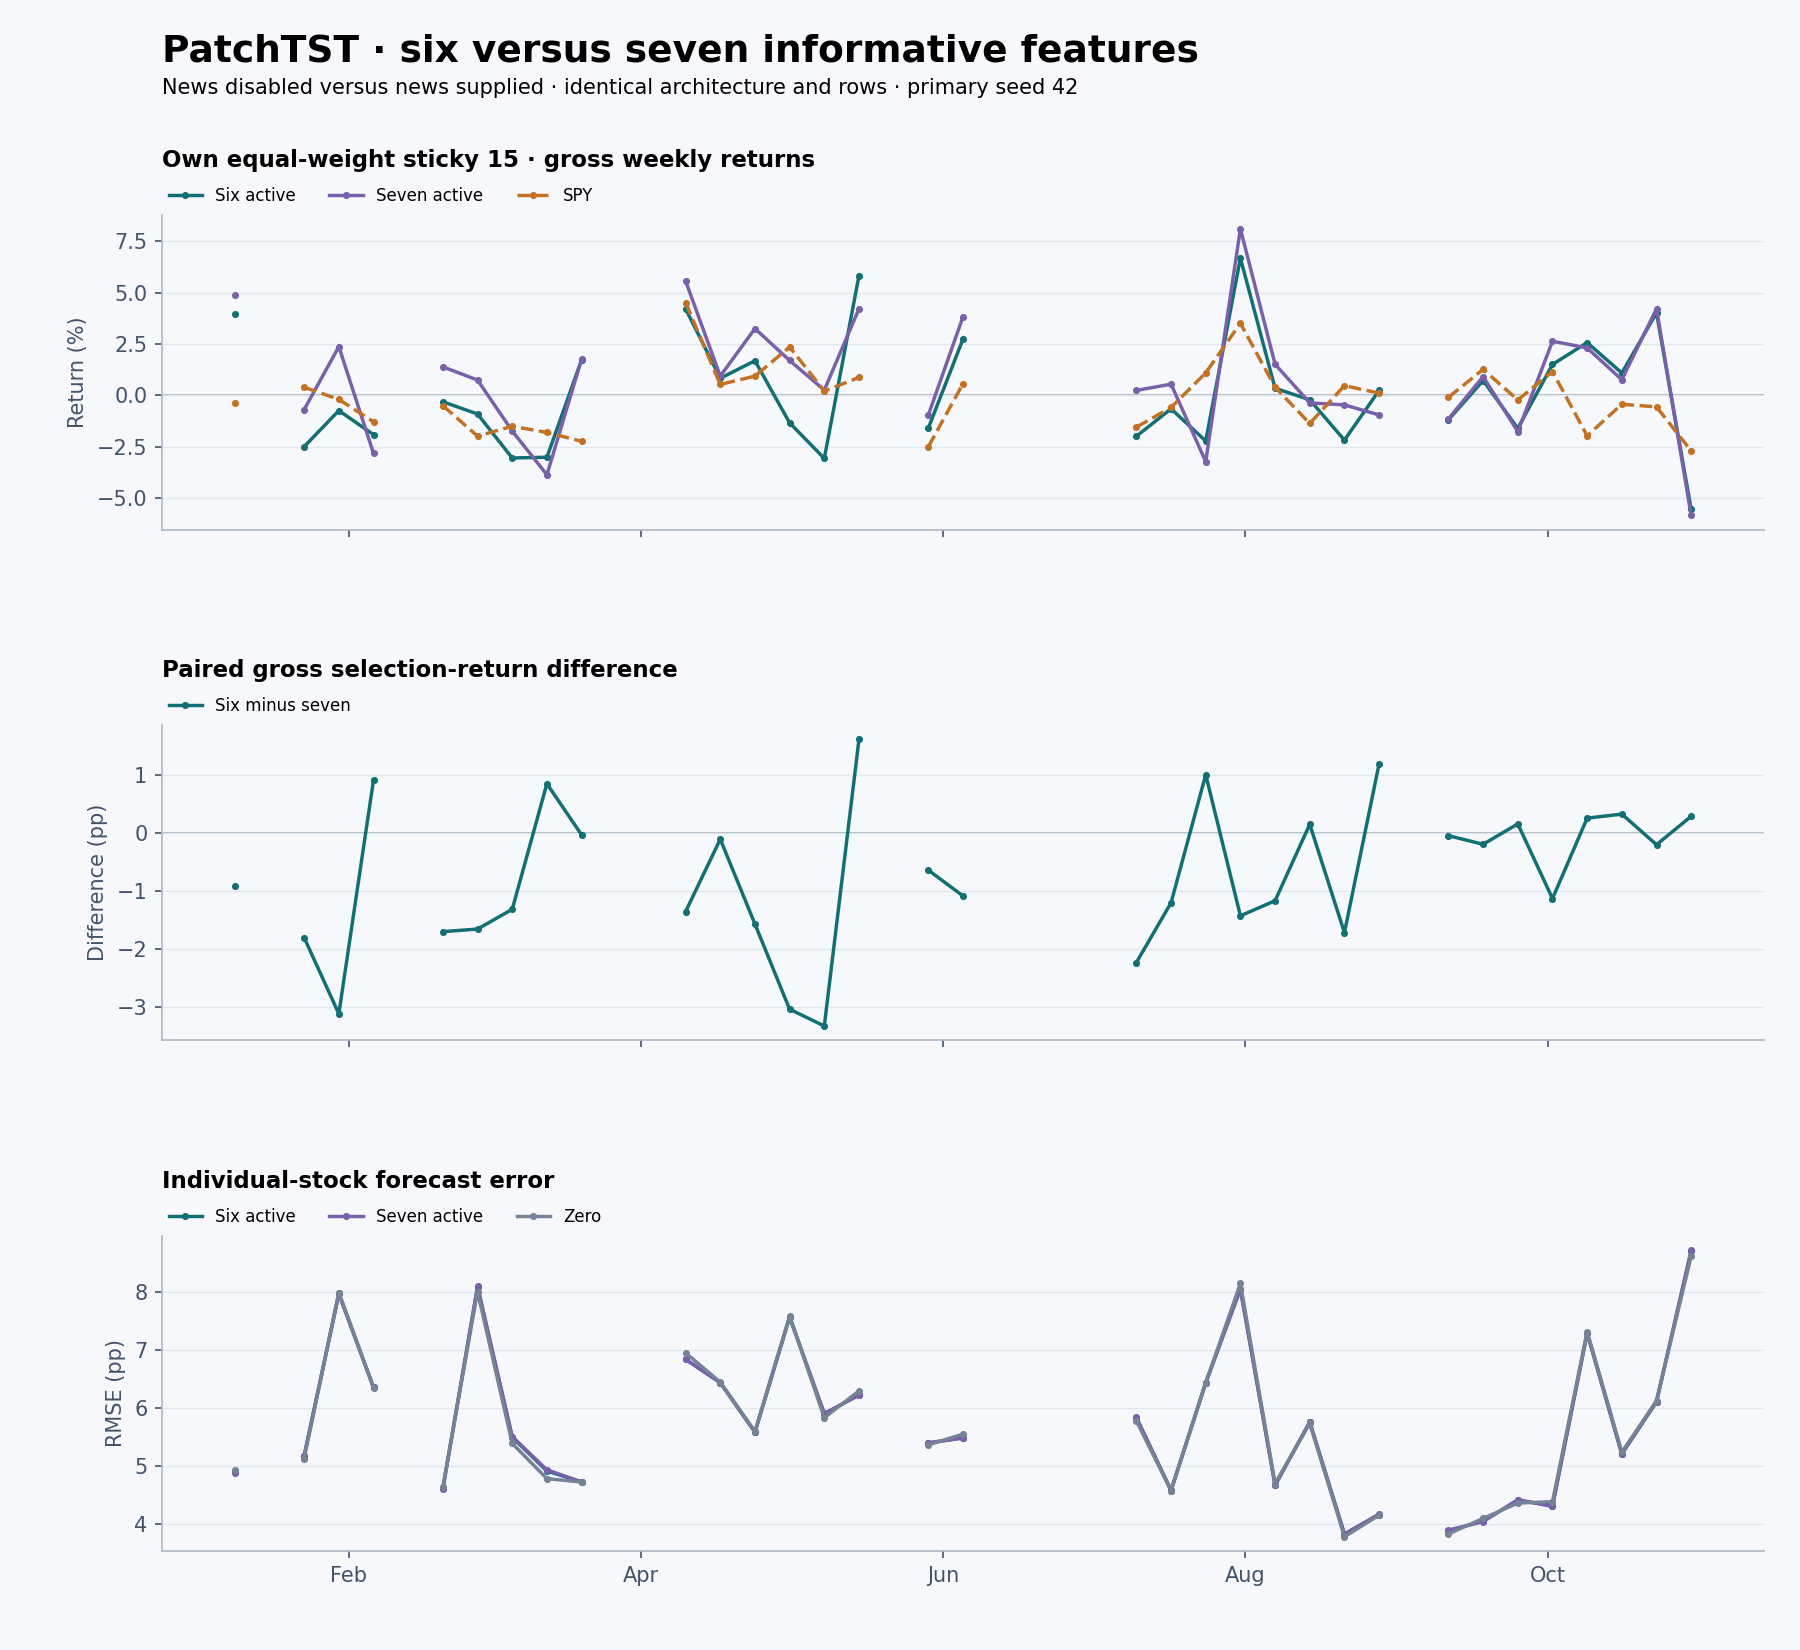 PatchTST · six versus seven informative features
News disabled versus news supplied · identical architecture and rows · primary seed 42
Own equal-weight sticky 15 · gross weekly returns
Six active Seven active SPY
7.5
5.0
2.5
0.0
−2.5
−5.0
Return (%)
Paired gross selection-return difference
Six minus seven
1
0
−1
−2
−3
Difference (pp)
Individual-stock forecast error
Six active Seven active Zero
8
7
6
5
4
RMSE (pp)
Feb Apr Jun Aug Oct